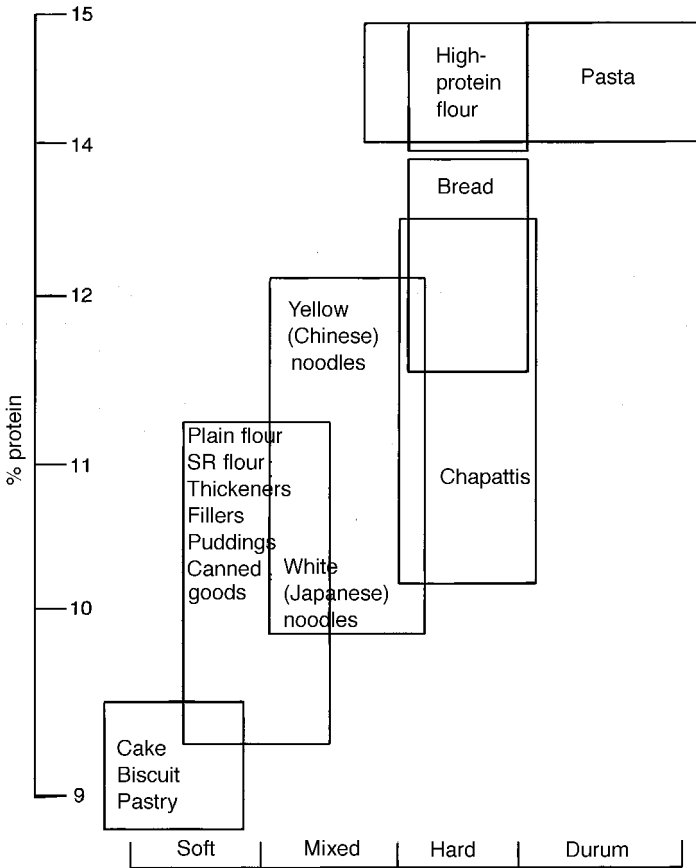 15
High-
protein
flour
Pasta
14
Bread
12
Yellow
(Chinese)
noodles
% protein
Plain flour
SR flour
Thickeners
Fillers
Puddings
Canned
goods
11
Chapattis
White
(Japanese)
noodles
10
Cake
Biscuit
Pastry
9
Soft
Mixed
Hard
Durum